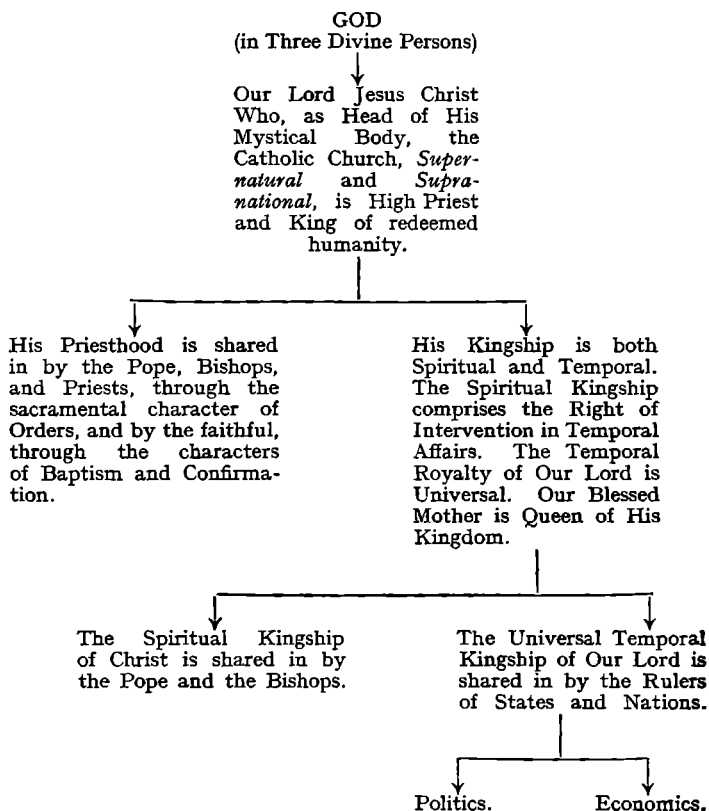 GOD
(in Three Divine Persons)
Our Lord Jesus Christ
Who, as Head of His
Mystical Body, the
Catholic Church, Super-
natural and Supra-
national, is High Priest
and King of redeemed
humanity.
His Priesthood is shared
in by the Pope, Bishops,
and Priests, through the
sacramental character of
Orders, and by the faithful,
through the characters
of Baptism and Confirma-
tion.
His Kingship is both
Spiritual and Temporal.
The Spiritual Kingship
comprises the Right of
Intervention in Temporal
Affairs. The Temporal
Royalty of Our Lord is
Universal. Our Blessed
Mother is Queen of His
Kingdom.
The Spiritual Kingship
of Christ is shared in by
the Pope and the Bishops.
The Universal Temporal
Kingship of Our Lord is
shared in by the Rulers
of States and Nations.
Politics.
Economics.